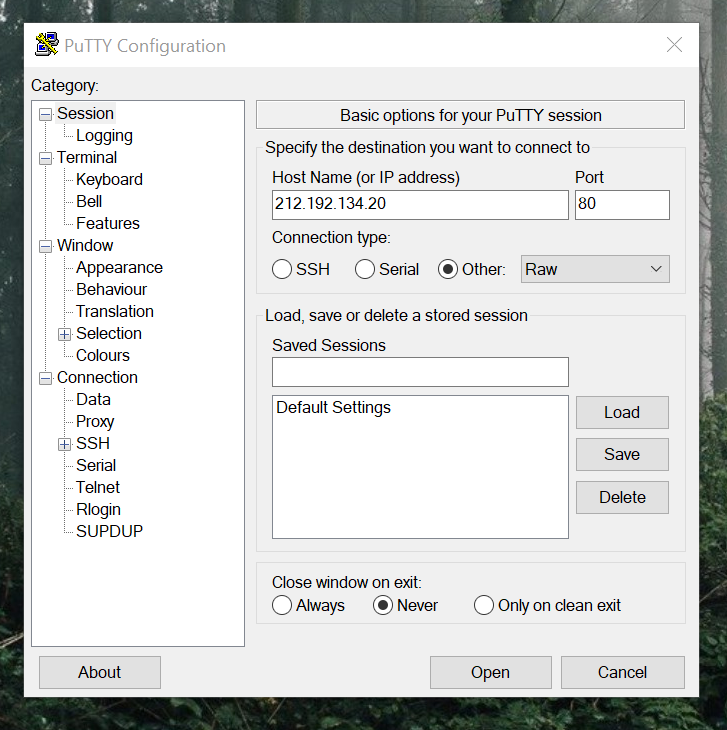 PuTTY Configuration
Category:
Session
Logging
Terminal
Keyboard
Bell
Features
Window
Appearance
Behaviour
Translation
Selection
Colours
Connection
Data
Proxy
SSH
Serial
Telnet
Rlogin
SUPDUP
Basic options for your PuTTY session
Specify the destination you want to connect to
Host Name (or IP address) Port
212.192.134.20 80
Connection type:
SSH Serial Other: Raw
Load, save or delete a stored session
Saved Sessions
Default Settings
Load
Save
Delete
Close window on exit:
Always Never Only on clean exit
About Open Cancel